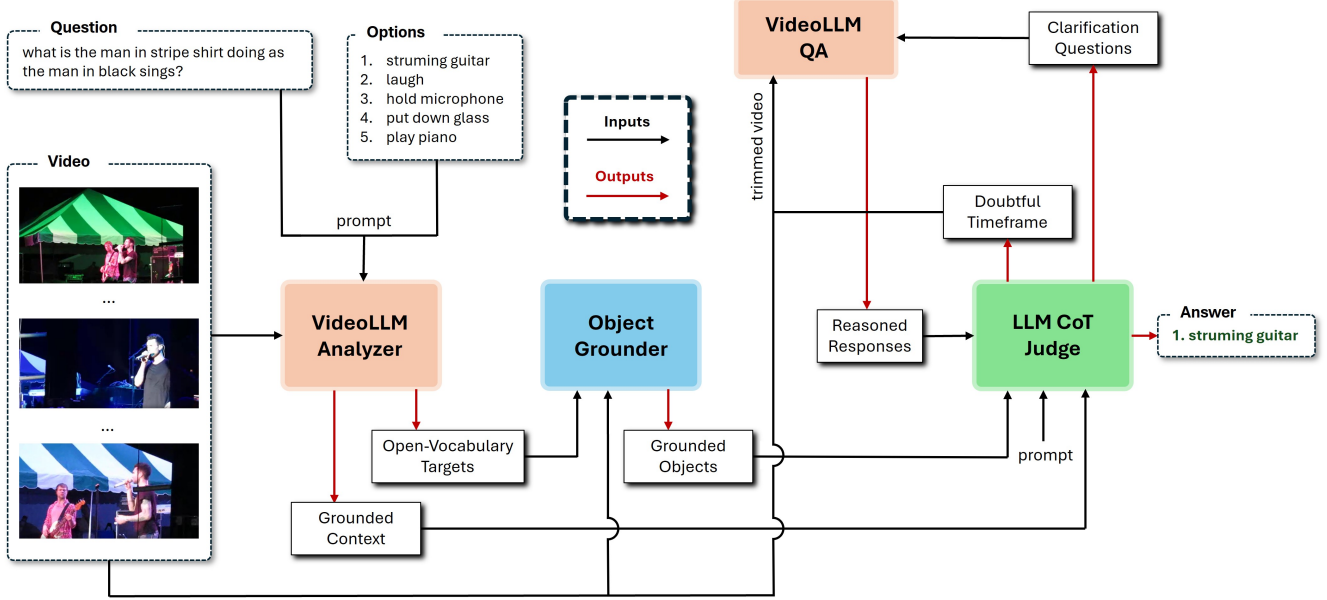 Question
what is the man in stripe shirt doing as
the man in black sings?
Options
1. struming guitar
2. laugh
3. hold microphone
4. put down glass
5. play piano
Video
...
...
prompt
Inputs
Outputs
VideoLLM
Analyzer
Open-Vocabulary
Targets
Grounded
Context
Object
Grounder
Grounded
Objects
trimmed video
VideoLLM
QA
Clarification
Questions
Doubtful
Timeframe
Reasoned
Responses
LLM CoT
Judge
prompt
Answer
1. struming guitar